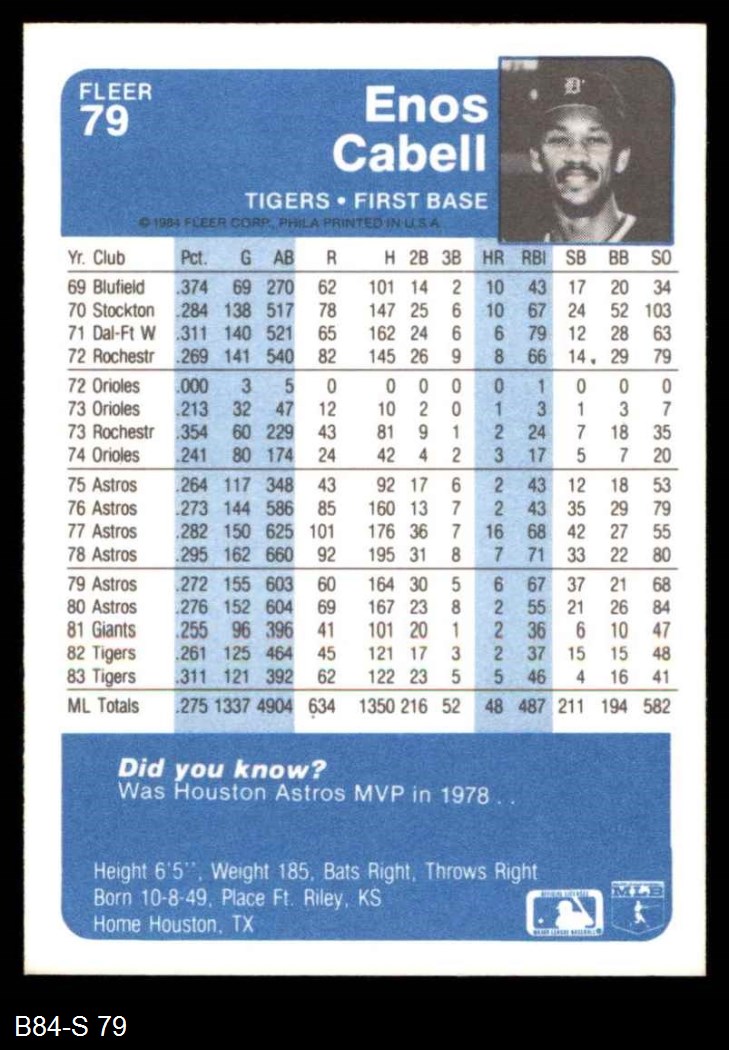 FLEER
79
Enos
Cabell
TIGERS • FIRST BASE
© 1984 FLEER CORP., PHILA PRINTED IN U.S.A.
D
Yr. Club Pct. G AB R H 2B 3B HR RBI SB BB SO
69 Blufield .374 69 270 62 101 14 2 10 43 17 20 34
70 Stockton .284 138 517 78 147 25 6 10 67 24 52 103
71 Dal-Ft W .311 140 521 65 162 24 6 6 79 12 28 63
72 Rochestr .269 141 540 82 145 26 9 8 66 14 29 79
72 Orioles .000 3 5 0 0 0 0 0 1 0 0 0
73 Orioles .213 32 47 12 10 2 0 1 3 1 3 7
73 Rochestr .354 60 229 43 81 9 1 2 24 7 18 35
74 Orioles .241 80 174 24 42 4 2 3 17 5 7 20
75 Astros .264 117 348 43 92 17 6 2 43 12 18 53
76 Astros .273 144 586 85 160 13 7 2 43 35 29 79
77 Astros .282 150 625 101 176 36 7 16 68 42 27 55
78 Astros .295 162 660 92 195 31 8 7 71 33 22 80
79 Astros .272 155 603 60 164 30 5 6 67 37 21 68
80 Astros .276 152 604 69 167 23 8 2 55 21 26 84
81 Giants .255 96 396 41 101 20 1 2 36 6 10 47
82 Tigers .261 125 464 45 121 17 3 2 37 15 15 48
83 Tigers .311 121 392 62 122 23 5 5 46 4 16 41
ML Totals .275 1337 4904 634 1350 216 52 48 487 211 194 582
Did you know?
Was Houston Astros MVP in 1978 . .
Height 6'5'', Weight 185, Bats Right, Throws Right
Born 10-8-49, Place Ft. Riley, KS
Home Houston, TX
MLB
B84-S 79